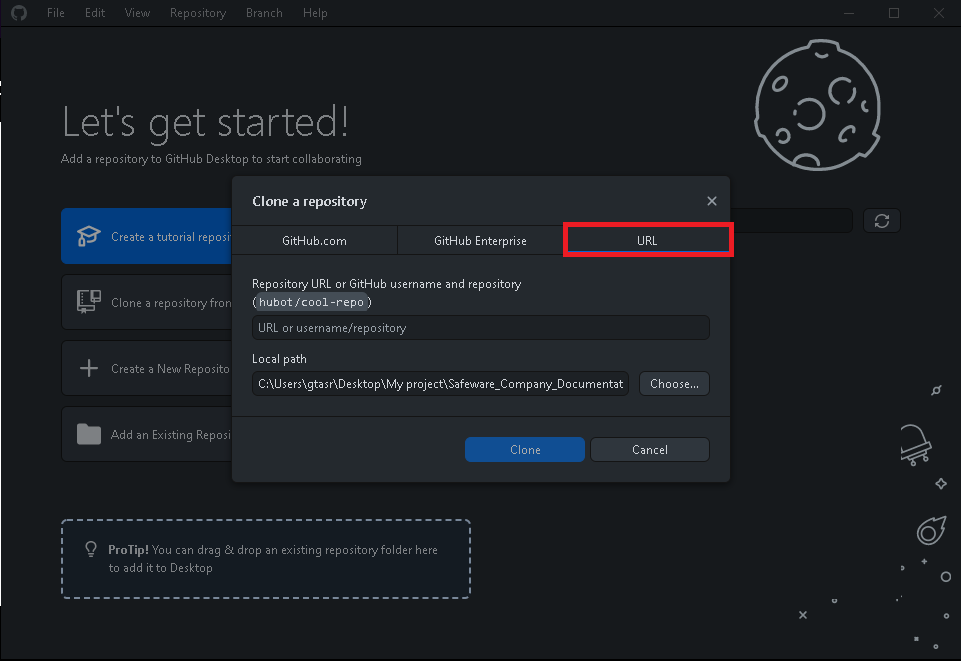 File Edit View Repository Branch Help
Let's get started!
Add a repository to GitHub Desktop to start collaborating
Create a tutorial reposi
Clone a repository from
Create a New Reposito
Add an Existing Reposi
Clone a repository
GitHub.com GitHub Enterprise URL
Repository URL or GitHub username and repository
(hubot/cool-repo)
URL or username/repository
Local path
C:\Users\gtasr\Desktop\My project\Safeware_Company_Documentat Choose...
Clone Cancel
ProTip! You can drag & drop an existing repository folder here
to add it to Desktop